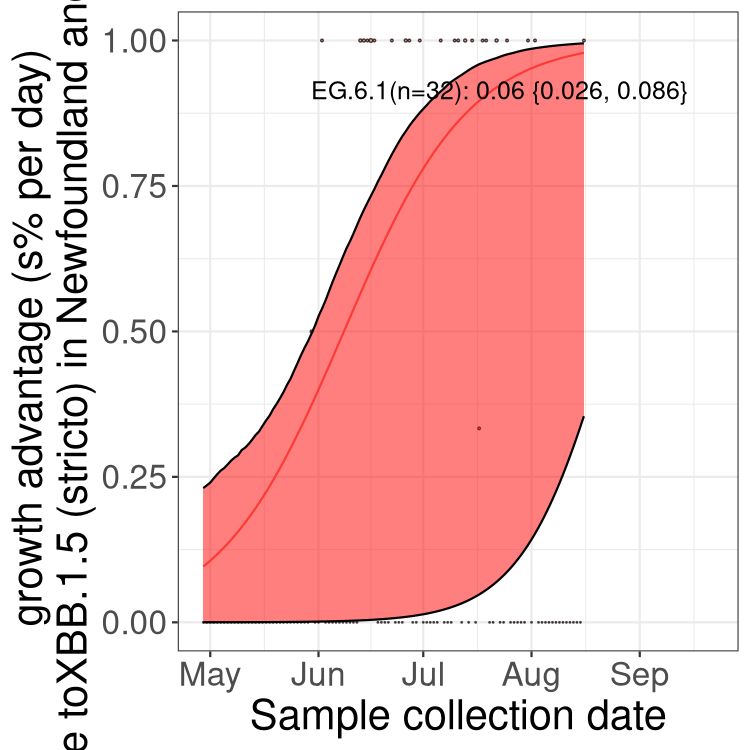 growth advantage (s% per day)
toXBB.1.5 (stricto) in Newfoundland
1.00
0.75
0.50
0.25
0.00
EG.6.1(n=32): 0.06 {0.026, 0.086}
May Jun Jul Aug Sep
Sample collection date